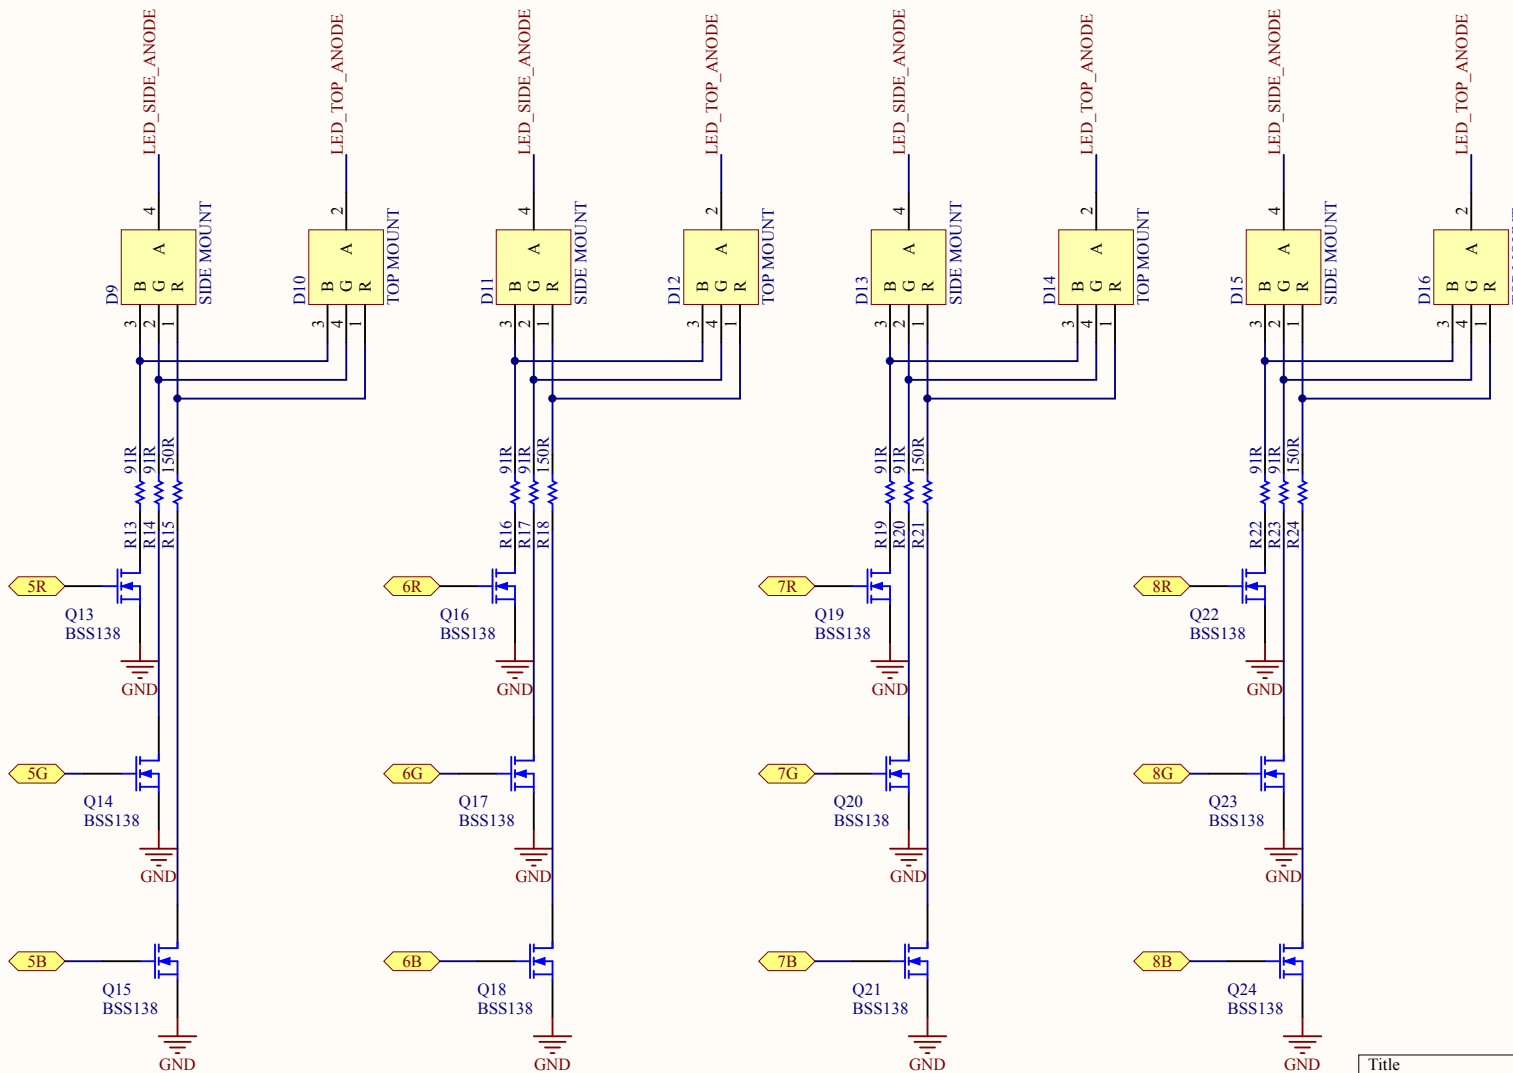 LED_SIDE_ANODE
LED_TOP_ANODE
LED_SIDE_ANODE
LED_TOP_ANODE
LED_SIDE_ANODE
LED_TOP_ANODE
LED_SIDE_ANODE
LED_TOP_ANODE
4
2
4
2
4
2
4
2
D9
B G R
A
SIDE MOUNT
D10
B G R
A
TOP MOUNT
D11
B G R
A
SIDE MOUNT
D12
B G R
A
TOP MOUNT
D13
B G R
A
SIDE MOUNT
D14
B G R
A
TOP MOUNT
D15
B G R
A
SIDE MOUNT
D16
B G R
A
3 2 1
3 4 1
3 2 1
3 4 1
3 2 1
3 4 1
3 2 1
3 4 1
91R
91R
150R
91R
91R
150R
91R
91R
150R
91R
91R
150R
R13
R14
R15
R16
R17
R18
R19
R20
R21
R22
R23
R24
5R
Q13
BSS138
GND
6R
Q16
BSS138
GND
7R
Q19
BSS138
GND
8R
Q22
BSS138
GND
5G
Q14
BSS138
GND
6G
Q17
BSS138
GND
7G
Q20
BSS138
GND
8G
Q23
BSS138
GND
5B
Q15
BSS138
GND
6B
Q18
BSS138
GND
7B
Q21
BSS138
GND
8B
Q24
BSS138
GND
Title